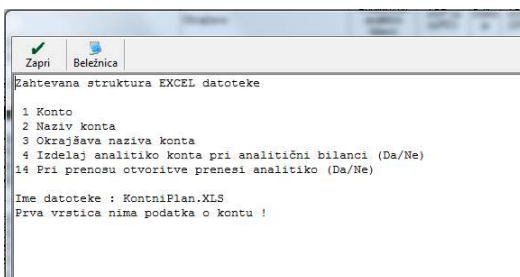 Zapri
Beležnica
Zahtevana struktura EXCEL datoteke
1 Konto
2 Naziv konta
3 Okrajšava naziva konta
4 Izdelaj analitiko konta pri analitični bilanci (Da/Ne)
14 Pri prenosu otvoritve prenesi analitiko (Da/Ne)
Ime datoteke : KontniPlan.XLS
Prva vrstica nima podatka o kontu !